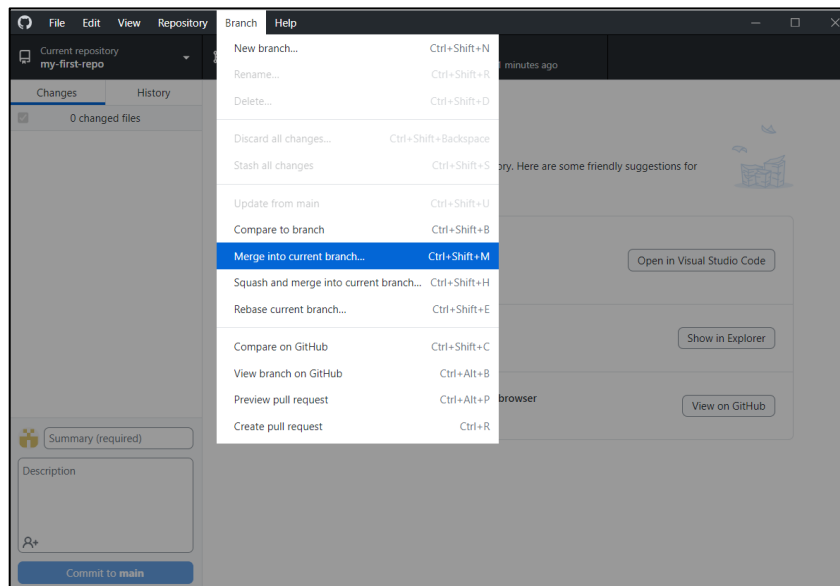 File Edit View Repository Branch Help
Current repository
my-first-repo
minutes ago
Changes History
0 changed files
New branch... Ctrl+Shift+N
Rename... Ctrl+Shift+R
Delete... Ctrl+Shift+D
Discard all changes... Ctrl+Shift+Backspace
Stash all changes Ctrl+Shift+S
Update from main Ctrl+Shift+U
Compare to branch Ctrl+Shift+B
Merge into current branch... Ctrl+Shift+M
Squash and merge into current branch... Ctrl+Shift+H
Rebase current branch... Ctrl+Shift+E
Compare on GitHub Ctrl+Shift+C
View branch on GitHub Ctrl+Alt+B
Preview pull request Ctrl+Alt+P
Create pull request Ctrl+R
ory. Here are some friendly suggestions for
Open in Visual Studio Code
Show in Explorer
browser
View on GitHub
Summary (required)
Description
Commit to main